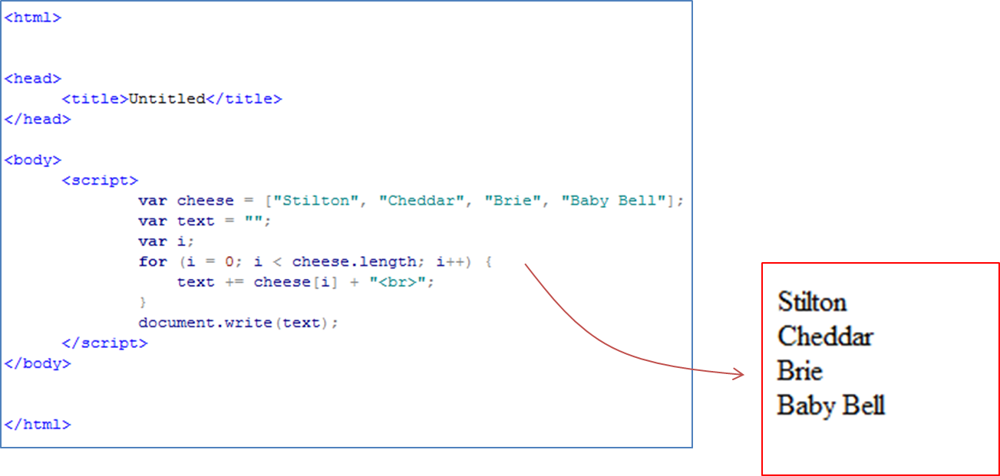 <html>
<head>
<title>Untitled</title>
</head>
<body>
<script>
var cheese = ["Stilton", "Cheddar", "Brie", "Baby Bell"];
var text = "";
var i;
for (i = 0; i < cheese.length; i++) {
text += cheese[i] + "<br>";
}
document.write(text);
</script>
</body>
</html>
Stilton
Cheddar
Brie
Baby Bell